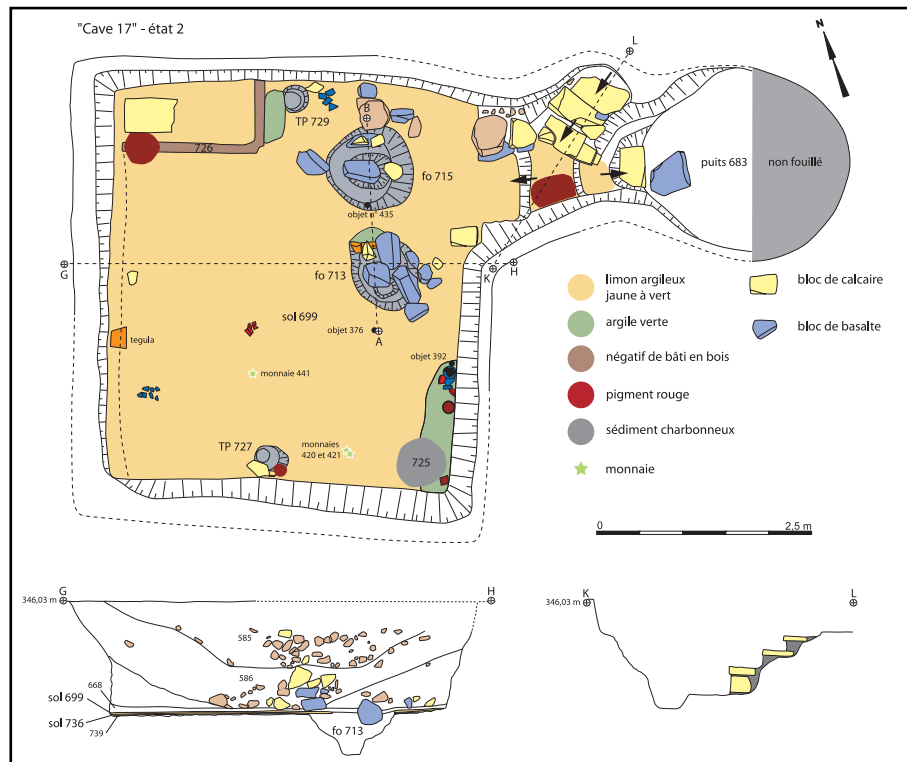 "Cave 17" - état 2
L
N
B
TP 729
726
fo 715
puits 683
non fouillé
objet n° 435
G
K
H
fo 713
sol 699
objet 376
A
tegula
objet 392
monnaie 441
TP 727
monnaies
420 et 421
725
limon argileux
jaune à vert
argile verte
négatif de bâti en bois
pigment rouge
sédiment charbonneux
monnaie
bloc de calcaire
bloc de basalte
0
2,5 m
G
H
346,03 m
585
586
668
sol 699
sol 736
739
fo 713
K
L
346,03 m